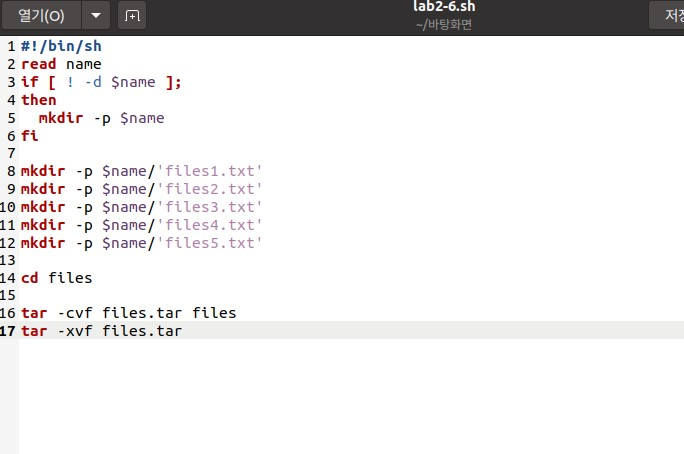 열기(O)
lab2-6.sh
~/바탕화면
저장
1 #!/bin/sh
2 read name
3 if [ ! -d $name ];
4 then
5   mkdir -p $name
6 fi
7
8 mkdir -p $name/'files1.txt'
9 mkdir -p $name/'files2.txt'
10 mkdir -p $name/'files3.txt'
11 mkdir -p $name/'files4.txt'
12 mkdir -p $name/'files5.txt'
13
14 cd files
15
16 tar -cvf files.tar files
17 tar -xvf files.tar